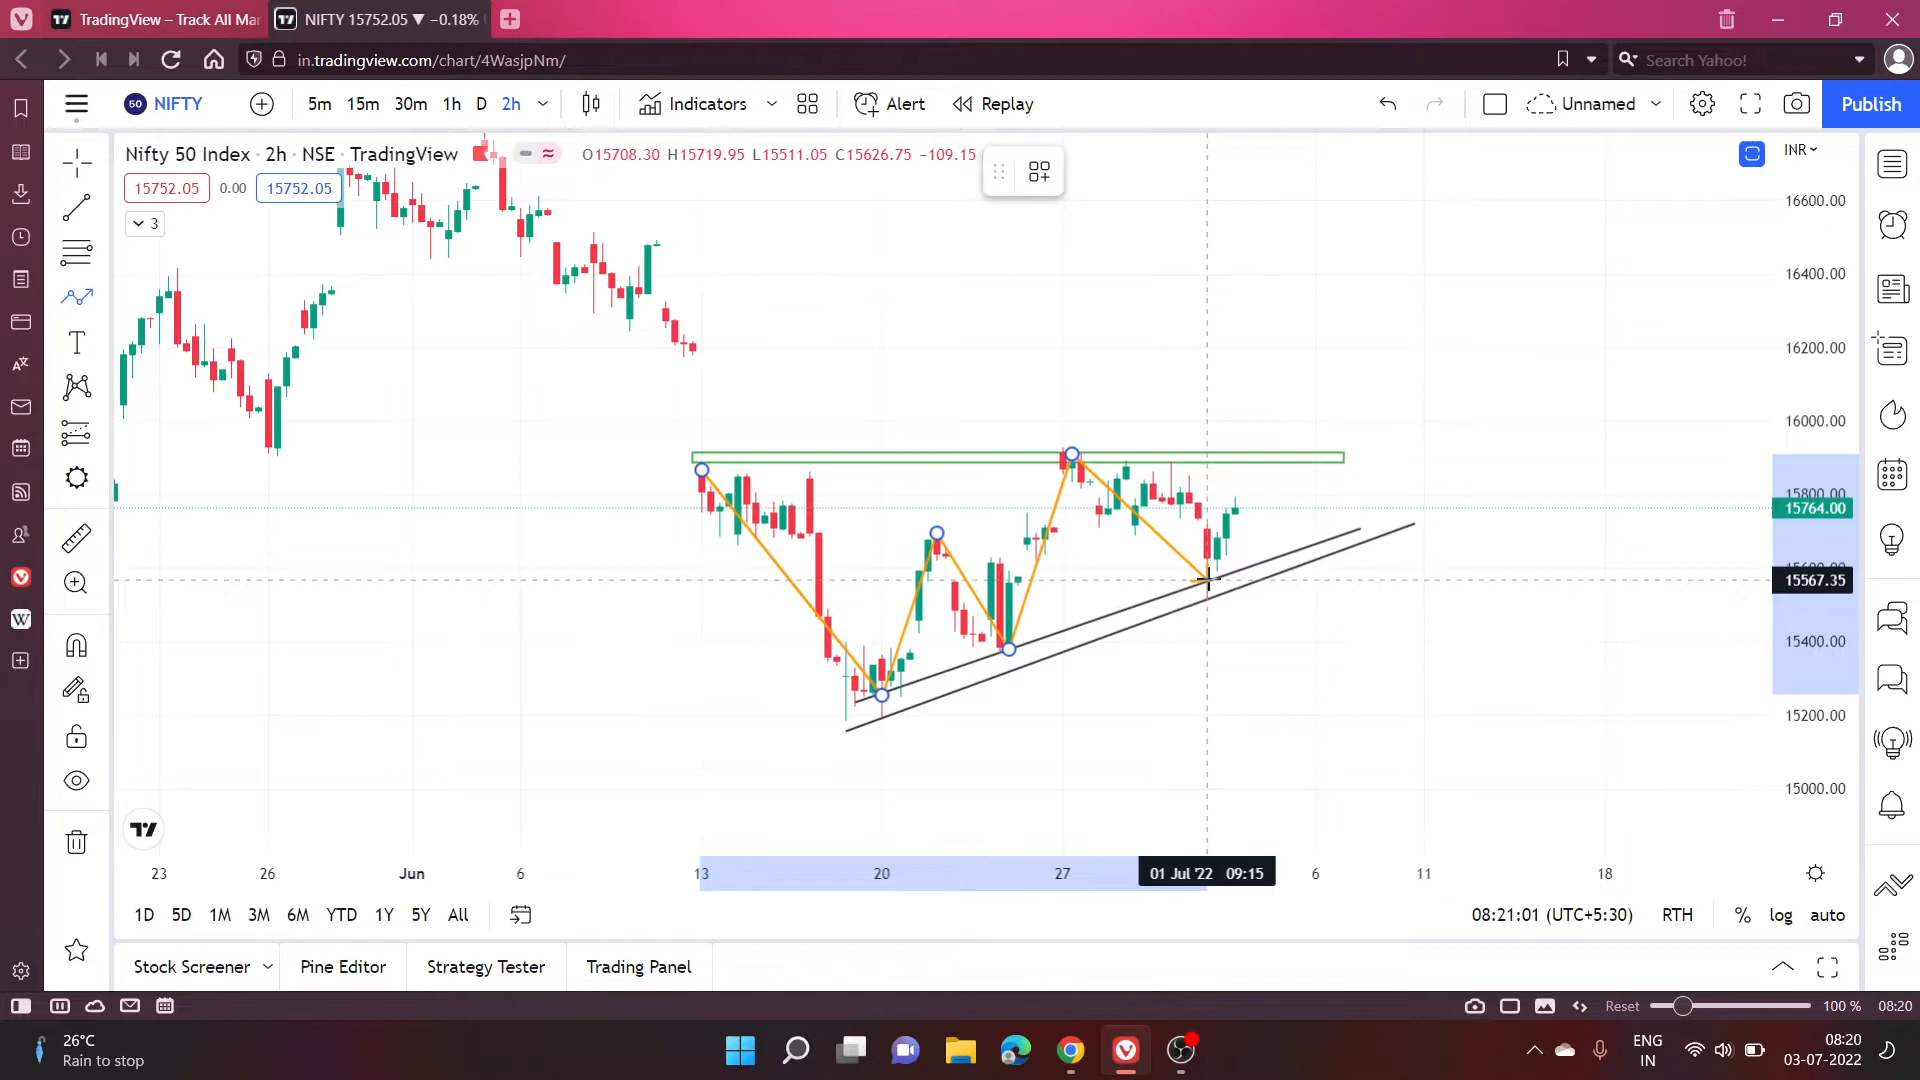 TradingView – Track All Mar
NIFTY 15752.05 ▼ −0.18%
in.tradingview.com/chart/4WasjpNm/
Search Yahoo!
50 NIFTY
5m 15m 30m 1h D 2h
Indicators
Alert
Replay
Unnamed
Publish
Nifty 50 Index · 2h · NSE · TradingView
O15708.30 H15719.95 L15511.05 C15626.75 −109.15
INR
15752.05 0.00 15752.05
3
16600.00
16400.00
16200.00
16000.00
15800.00
15764.00
15567.35
15400.00
15200.00
15000.00
23 26 Jun 6 13 20 27 01 Jul '22 09:15 6 11 18
1D 5D 1M 3M 6M YTD 1Y 5Y All
08:21:01 (UTC+5:30) RTH % log auto
Stock Screener Pine Editor Strategy Tester Trading Panel
Reset 100 % 08:20
26°C
Rain to stop
ENG
IN
08:20
03-07-2022